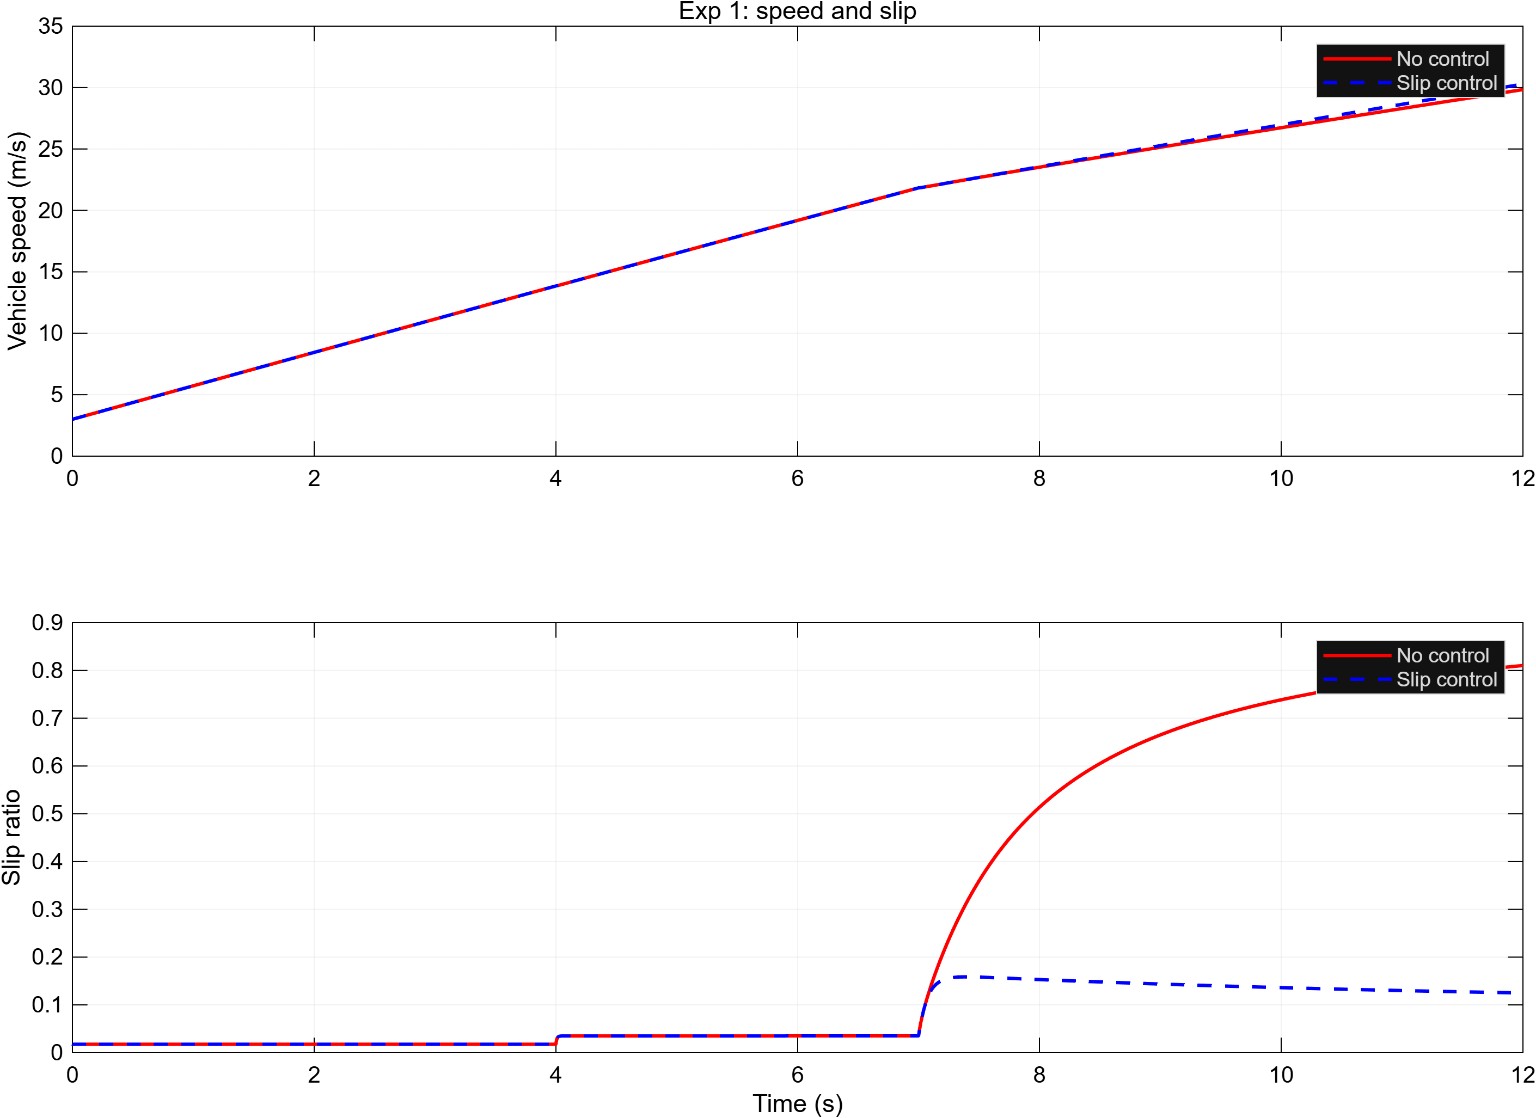 Exp 1: speed and slip
Vehicle speed (m/s)
35
30
25
20
15
10
5
0
0 2 4 6 8 10 12
No control
Slip control
Slip ratio
0.9
0.8
0.7
0.6
0.5
0.4
0.3
0.2
0.1
0
0 2 4 6 8 10 12
No control
Slip control
Time (s)